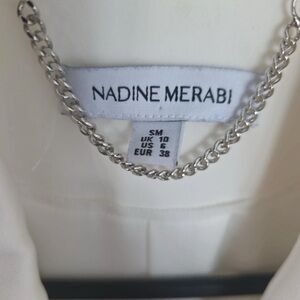 NADINE MERABI
SM
UK 10
US 6
EUR 38